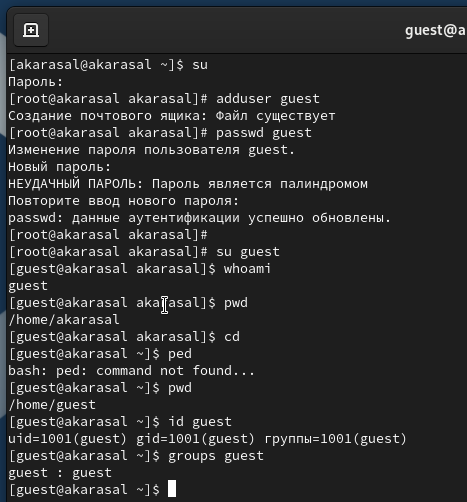 guest@a
[akarasal@akarasal ~]$ su
Пароль:
[root@akarasal akarasal]# adduser guest
Создание почтового ящика: Файл существует
[root@akarasal akarasal]# passwd guest
Изменение пароля пользователя guest.
Новый пароль:
НЕУДАЧНЫЙ ПАРОЛЬ: Пароль является палиндромом
Повторите ввод нового пароля:
passwd: данные аутентификации успешно обновлены.
[root@akarasal akarasal]#
[root@akarasal akarasal]# su guest
[guest@akarasal akarasal]$ whoami
guest
[guest@akarasal akarasal]$ pwd
/home/akarasal
[guest@akarasal akarasal]$ cd
[guest@akarasal ~]$ ped
bash: ped: command not found...
[guest@akarasal ~]$ pwd
/home/guest
[guest@akarasal ~]$ id guest
uid=1001(guest) gid=1001(guest) группы=1001(guest)
[guest@akarasal ~]$ groups guest
guest : guest
[guest@akarasal ~]$